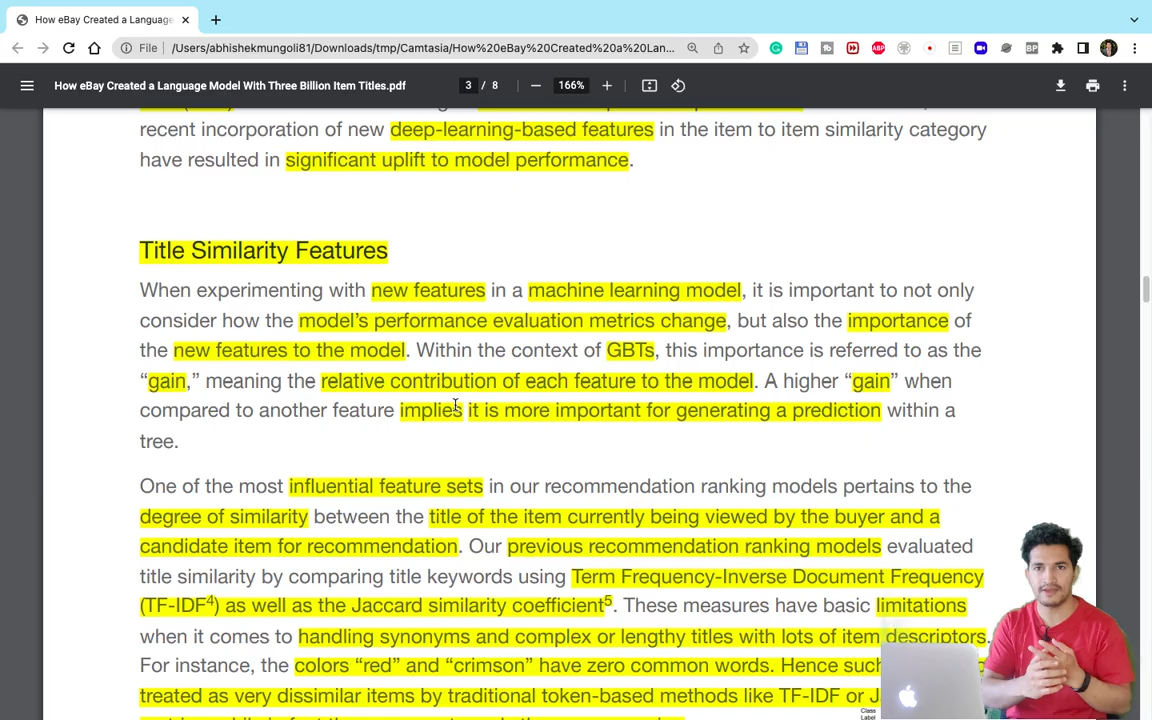 How eBay Created a Language
File
/Users/abhishekmungoli81/Downloads/tmp/Camtasia/How%20eBay%20Created%20a%20Lan...
ABP
BP
How eBay Created a Language Model With Three Billion Item Titles.pdf
3 / 8
166%
recent incorporation of new deep-learning-based features in the item to item similarity category
have resulted in significant uplift to model performance.
Title Similarity Features
When experimenting with new features in a machine learning model, it is important to not only
consider how the model’s performance evaluation metrics change, but also the importance of
the new features to the model. Within the context of GBTs, this importance is referred to as the
“gain,” meaning the relative contribution of each feature to the model. A higher “gain” when
compared to another feature implies it is more important for generating a prediction within a
tree.
One of the most influential feature sets in our recommendation ranking models pertains to the
degree of similarity between the title of the item currently being viewed by the buyer and a
candidate item for recommendation. Our previous recommendation ranking models evaluated
title similarity by comparing title keywords using Term Frequency-Inverse Document Frequency
(TF-IDF4) as well as the Jaccard similarity coefficient5. These measures have basic limitations
when it comes to handling synonyms and complex or lengthy titles with lots of item descriptors.
For instance, the colors “red” and “crimson” have zero common words. Hence such
treated as very dissimilar items by traditional token-based methods like TF-IDF or
Class
Label